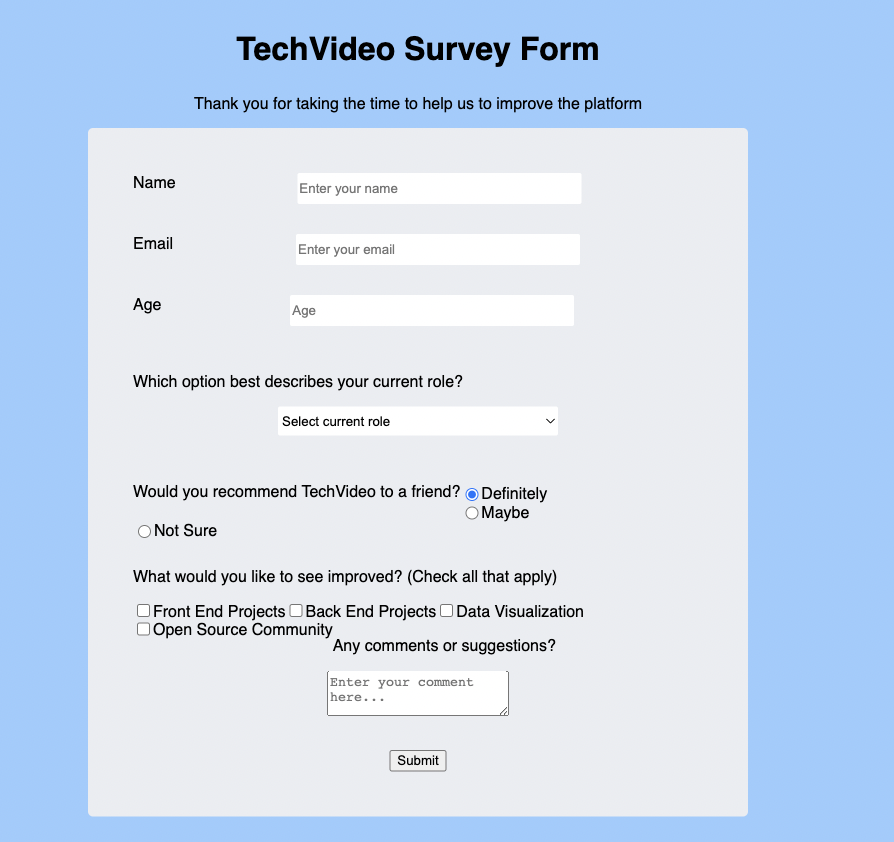 TechVideo Survey Form
Thank you for taking the time to help us to improve the platform
Name
Enter your name
Email
Enter your email
Age
Age
Which option best describes your current role?
Select current role
Would you recommend TechVideo to a friend? Definitely
Maybe
Not Sure
What would you like to see improved? (Check all that apply)
Front End Projects Back End Projects Data Visualization
Open Source Community
Any comments or suggestions?
Enter your comment
here...
Submit